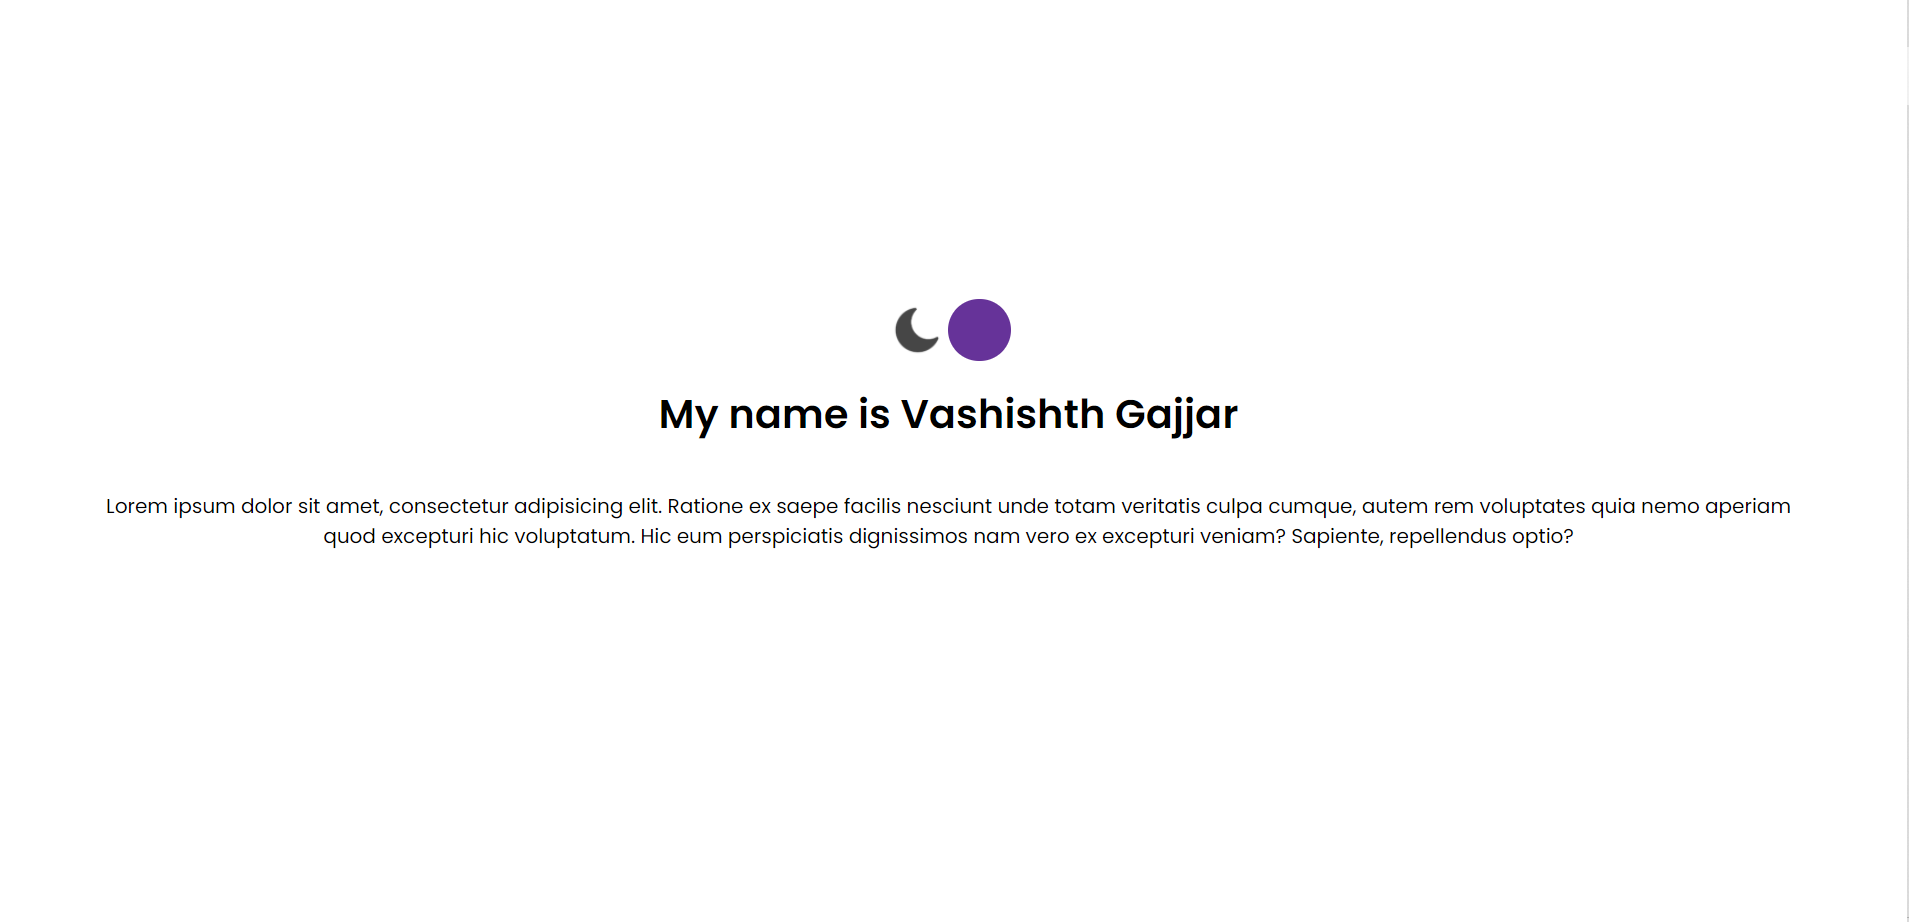 My name is Vashishth Gajjar
Lorem ipsum dolor sit amet, consectetur adipisicing elit. Ratione ex saepe facilis nesciunt unde totam veritatis culpa cumque, autem rem voluptates quia nemo aperiam
quod excepturi hic voluptatum. Hic eum perspiciatis dignissimos nam vero ex excepturi veniam? Sapiente, repellendus optio?